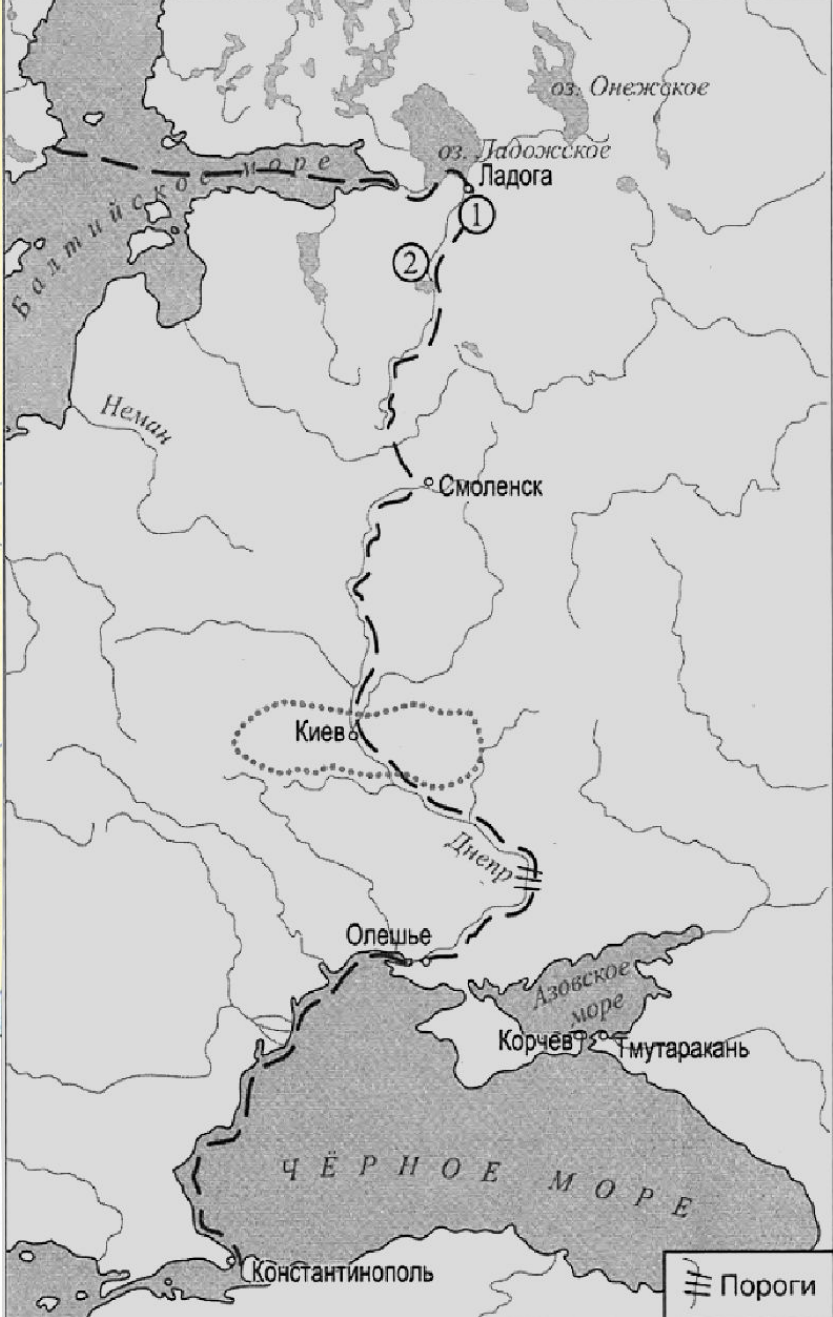 оз. Онежское
оз. Ладожское
Ладога
Балтийское море
1
2
Неман
Смоленск
Киев
Днепр
Олешье
Азовское
море
Корчев
Тмутаракань
ЧЁРНОЕ МОРЕ
Константинополь
Пороги